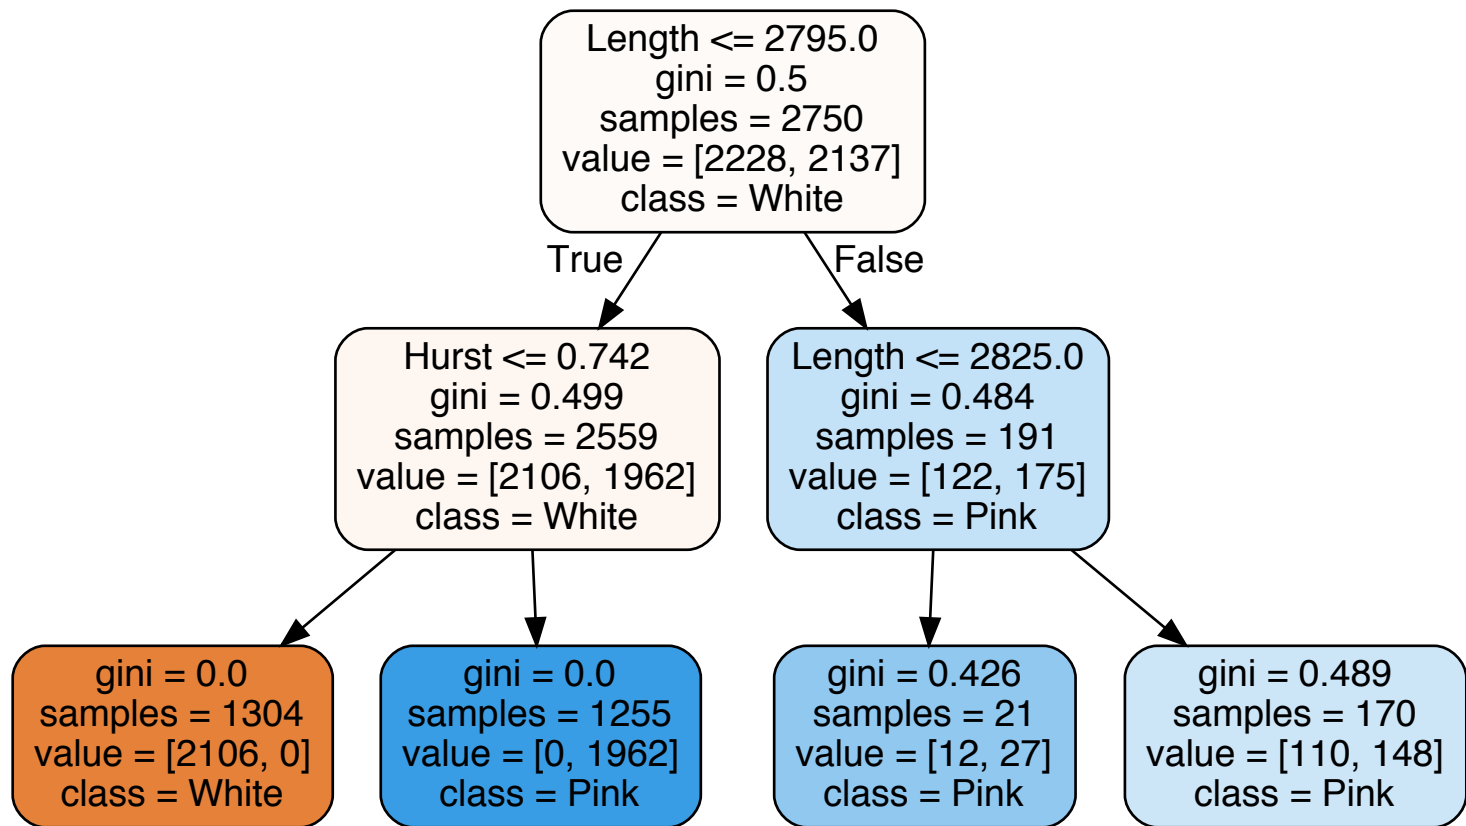 Length <= 2795.0
gini = 0.5
samples = 2750
value = [2228, 2137]
class = White
True
False
Hurst <= 0.742
gini = 0.499
samples = 2559
value = [2106, 1962]
class = White
Length <= 2825.0
gini = 0.484
samples = 191
value = [122, 175]
class = Pink
gini = 0.0
samples = 1304
value = [2106, 0]
class = White
gini = 0.0
samples = 1255
value = [0, 1962]
class = Pink
gini = 0.426
samples = 21
value = [12, 27]
class = Pink
gini = 0.489
samples = 170
value = [110, 148]
class = Pink